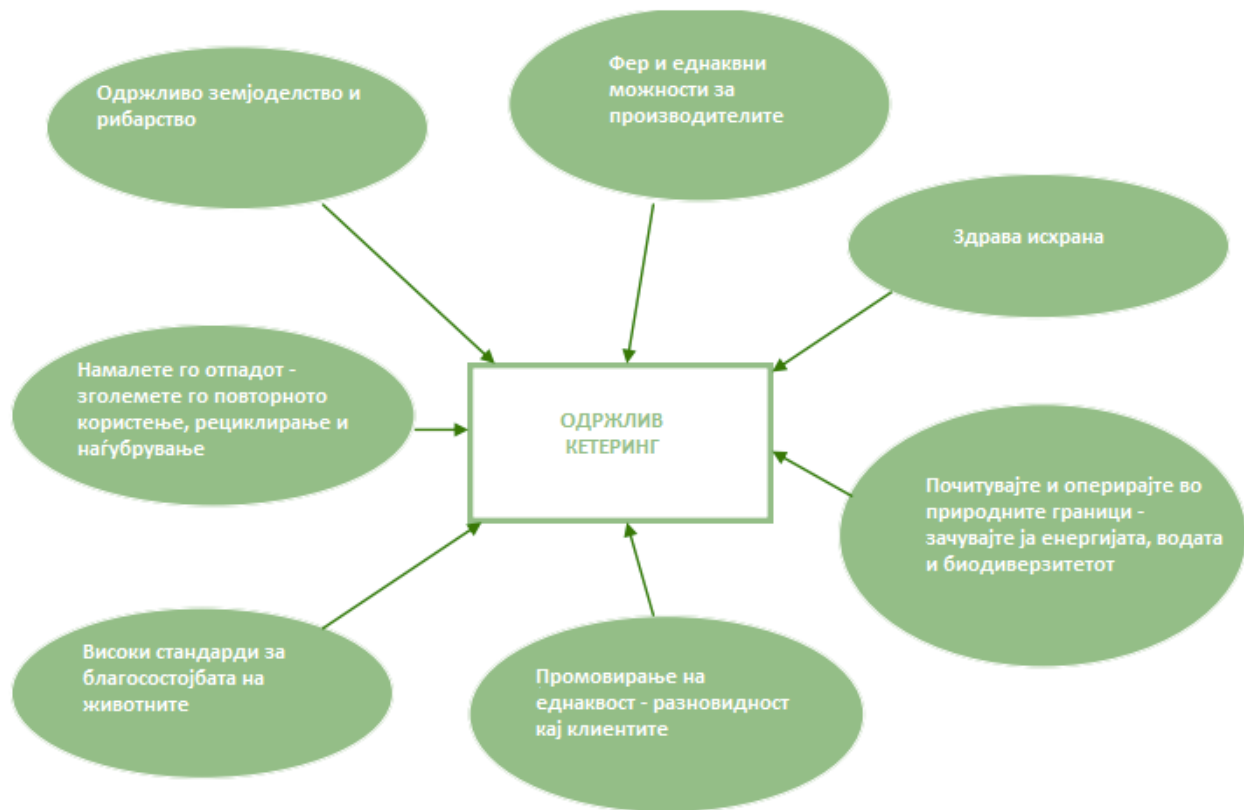 Одржливо земјоделство и
рибарство
Фер и еднаквни
можности за
производителите
Здрава исхрана
Намалете го отпадот -
зголемете го повторното
користење, рециклирање и
наѓубрување
ОДРЖЛИВ
КЕТЕРИНГ
Почитувајте и оперирајте во
природните граници -
зачувајте ја енергијата, водата
и биодиверзитетот
Високи стандарди за
благосостојбата на
животните
Промовирање на
еднаквост - разновидност
кај клиентите